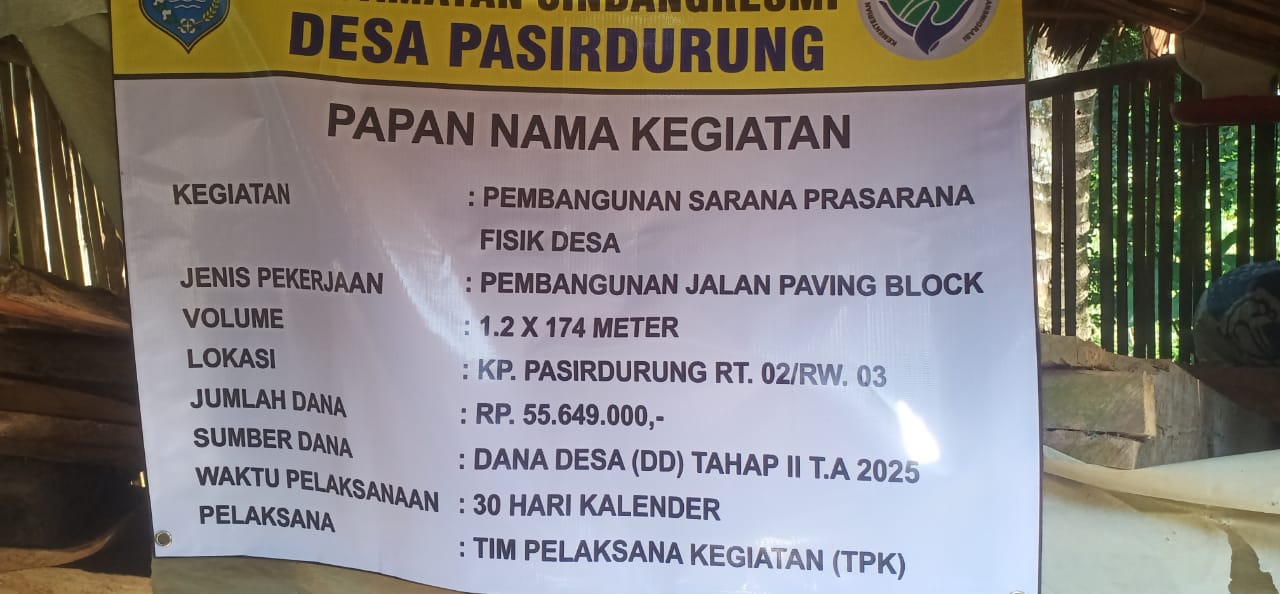 SINDANGRESMI
DESA PASIRDURUNG
KEMENTERIAN
PAPAN NAMA KEGIATAN
KEGIATAN : PEMBANGUNAN SARANA PRASARANA
FISIK DESA
JENIS PEKERJAAN : PEMBANGUNAN JALAN PAVING BLOCK
VOLUME : 1.2 X 174 METER
LOKASI : KP. PASIRDURUNG RT. 02/RW. 03
JUMLAH DANA : RP. 55.649.000,-
SUMBER DANA : DANA DESA (DD) TAHAP II T.A 2025
WAKTU PELAKSANAAN : 30 HARI KALENDER
PELAKSANA : TIM PELAKSANA KEGIATAN (TPK)